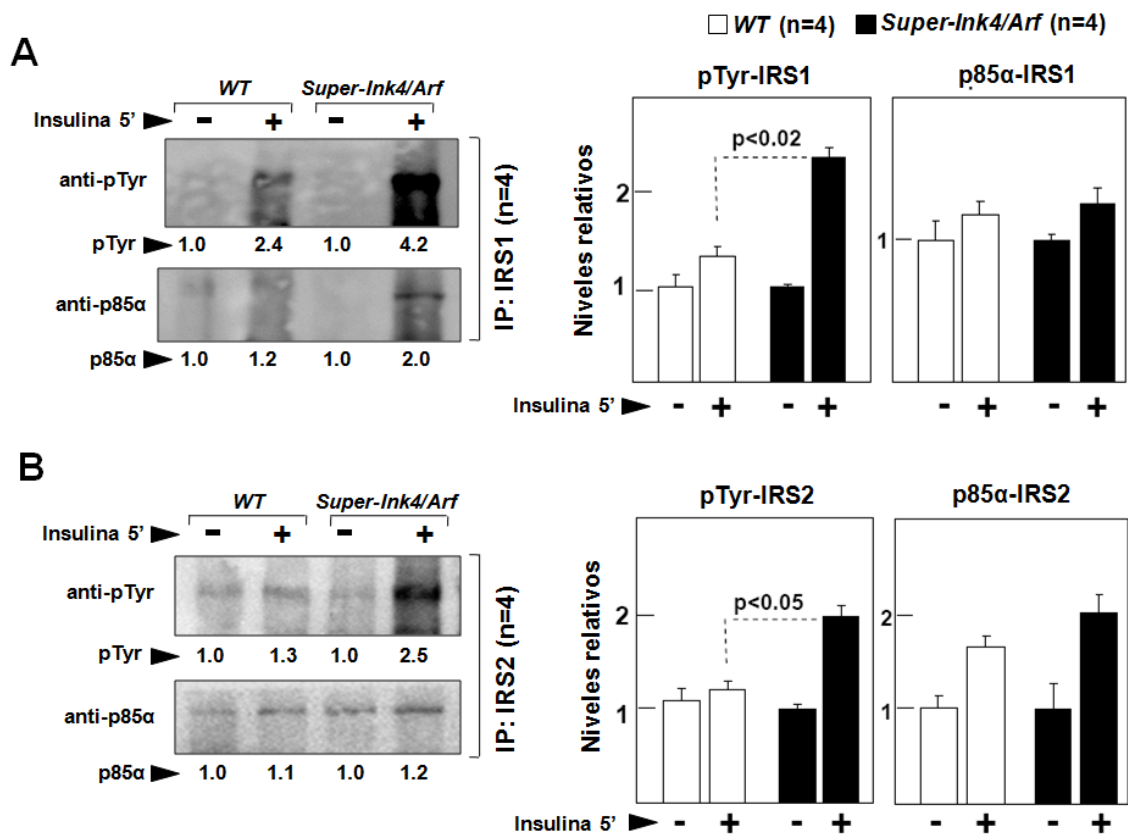 WT (n=4) Super-Ink4/Arf (n=4)
A
WT Super-Ink4/Arf
Insulina 5' - + - +
anti-pTyr
pTyr 1.0 2.4 1.0 4.2
anti-p85α
p85α 1.0 1.2 1.0 2.0
IP: IRS1 (n=4)
pTyr-IRS1
p<0.02
2
1
Niveles relativos
p85α-IRS1
1
Insulina 5' - + - + - + - +
B
WT Super-Ink4/Arf
Insulina 5' - + - +
anti-pTyr
pTyr 1.0 1.3 1.0 2.5
anti-p85α
p85α 1.0 1.1 1.0 1.2
IP: IRS2 (n=4)
pTyr-IRS2
p<0.05
2
1
Niveles relativos
p85α-IRS2
2
1
Insulina 5' - + - + - + - +